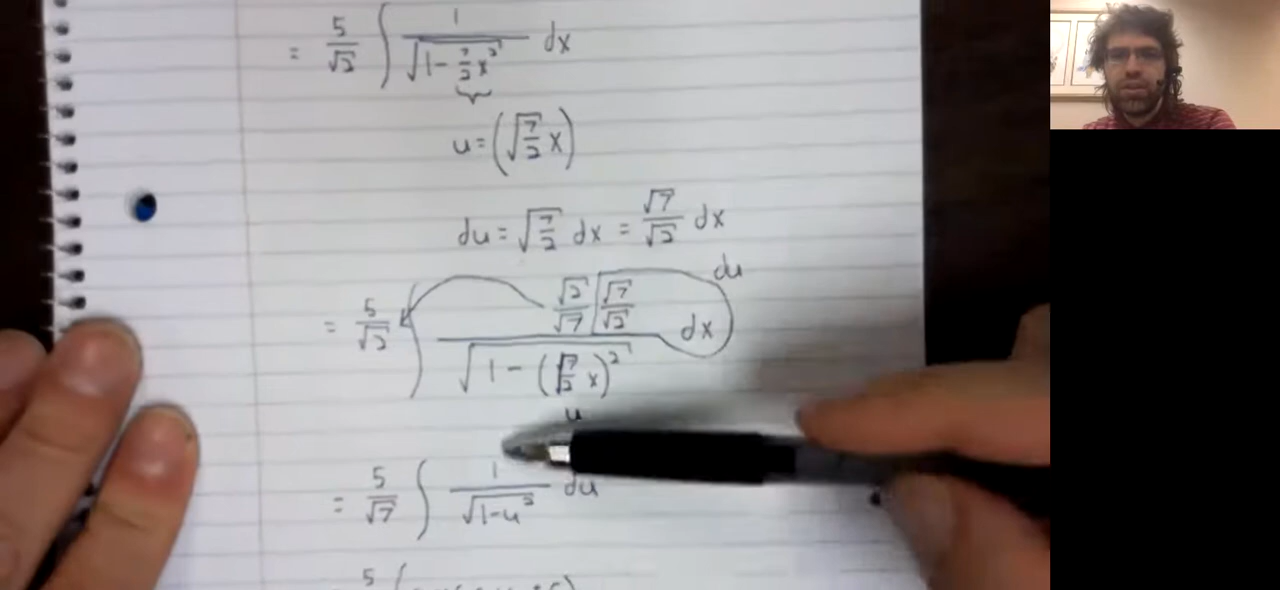 = 5/√2 ∫ 1/√(1 - 7/2 x²) dx
u = (√(7/2) x)
du = √(7/2) dx = √7/√2 dx
= 5/√2 ∫ √2/√7 √7/√2 dx / √(1 - (√(7/2) x)²) du
u
= 5/√7 ∫ 1/√(1-u²) du
5